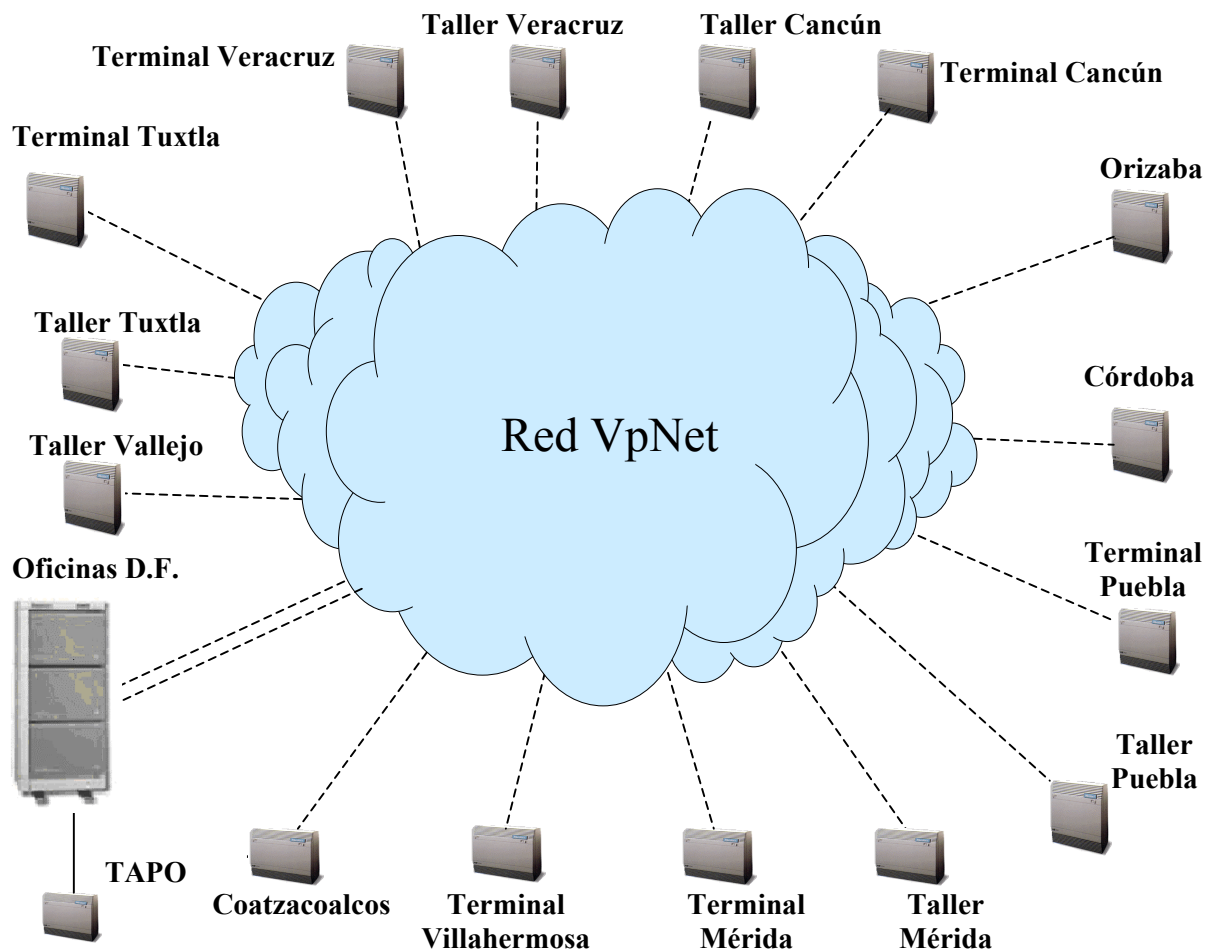 Taller Veracruz
Taller Cancún
Terminal Veracruz
Terminal Cancún
Terminal Tuxtla
Orizaba
Taller Tuxtla
Córdoba
Taller Vallejo
Red VpNet
Oficinas D.F.
Terminal
Puebla
Taller
Puebla
TAPO
Coatzacoalcos
Terminal
Villahermosa
Terminal
Mérida
Taller
Mérida